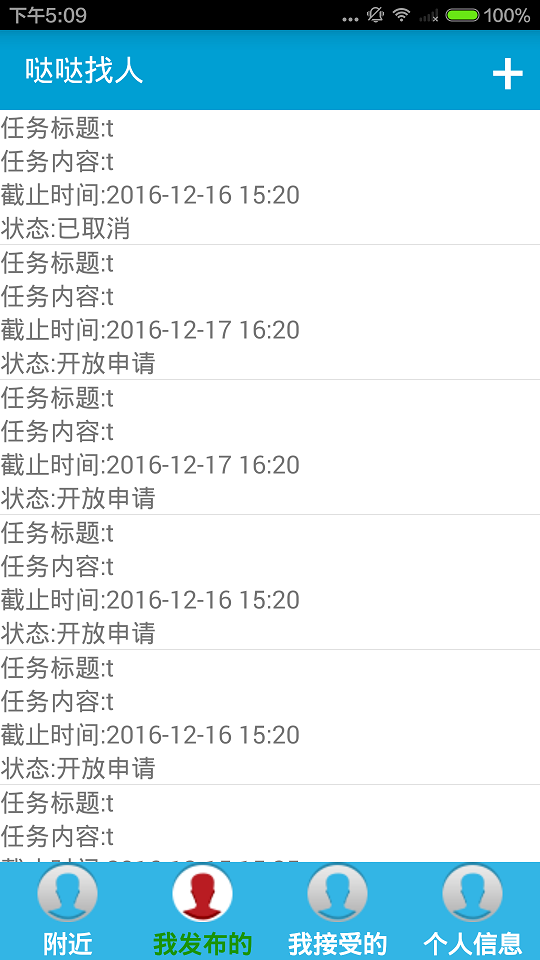 下午5:09
100%
哒哒找人
任务标题:t
任务内容:t
截止时间:2016-12-16 15:20
状态:已取消
任务标题:t
任务内容:t
截止时间:2016-12-17 16:20
状态:开放申请
任务标题:t
任务内容:t
截止时间:2016-12-17 16:20
状态:开放申请
任务标题:t
任务内容:t
截止时间:2016-12-16 15:20
状态:开放申请
任务标题:t
任务内容:t
截止时间:2016-12-16 15:20
状态:开放申请
任务标题:t
任务内容:t
附近
我发布的
我接受的
个人信息